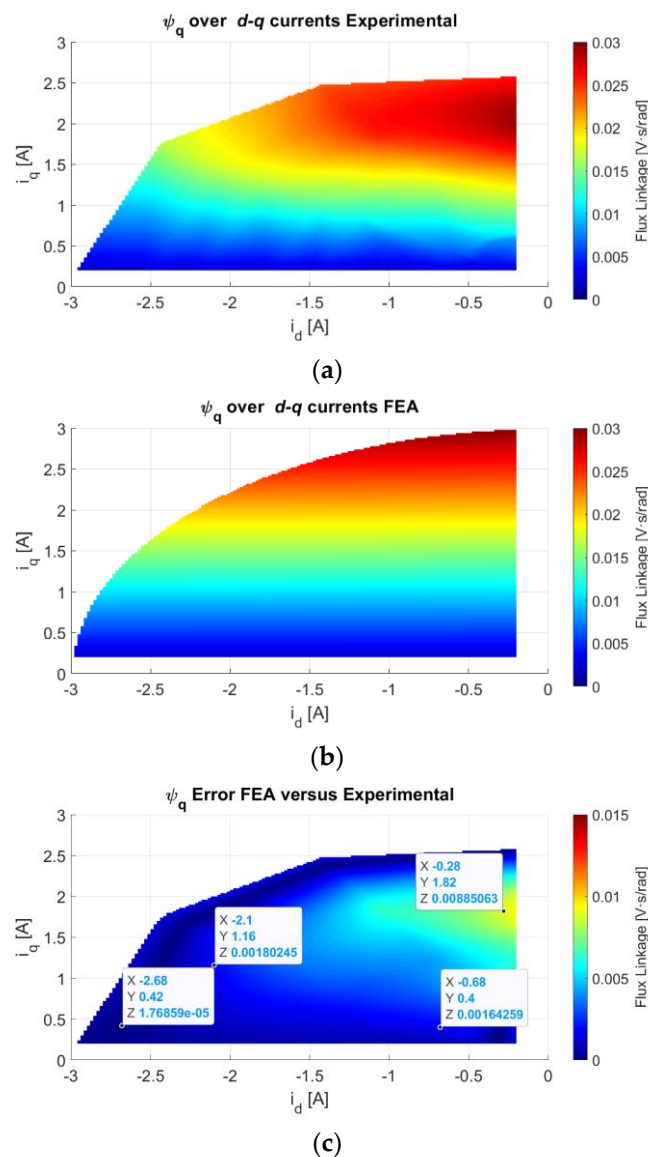 ψq over d-q currents Experimental
3
2.5
2
1.5
1
0.5
0
iq [A]
-3 -2.5 -2 -1.5 -1 -0.5 0
id [A]
0.03
0.025
0.02
0.015
0.01
0.005
0
Flux Linkage [V·s/rad]
(a)
ψq over d-q currents FEA
3
2.5
2
1.5
1
0.5
0
iq [A]
-3 -2.5 -2 -1.5 -1 -0.5 0
id [A]
0.03
0.025
0.02
0.015
0.01
0.005
0
Flux Linkage [V·s/rad]
(b)
ψq Error FEA versus Experimental
3
2.5
2
1.5
1
0.5
0
iq [A]
X -0.28
Y 1.82
Z 0.00885063
X -2.1
Y 1.16
Z 0.00180245
X -2.68
Y 0.42
Z 1.76859e-05
X -0.68
Y 0.4
Z 0.00164259
-3 -2.5 -2 -1.5 -1 -0.5 0
id [A]
0.015
0.01
0.005
0
Flux Linkage [V·s/rad]
(c)